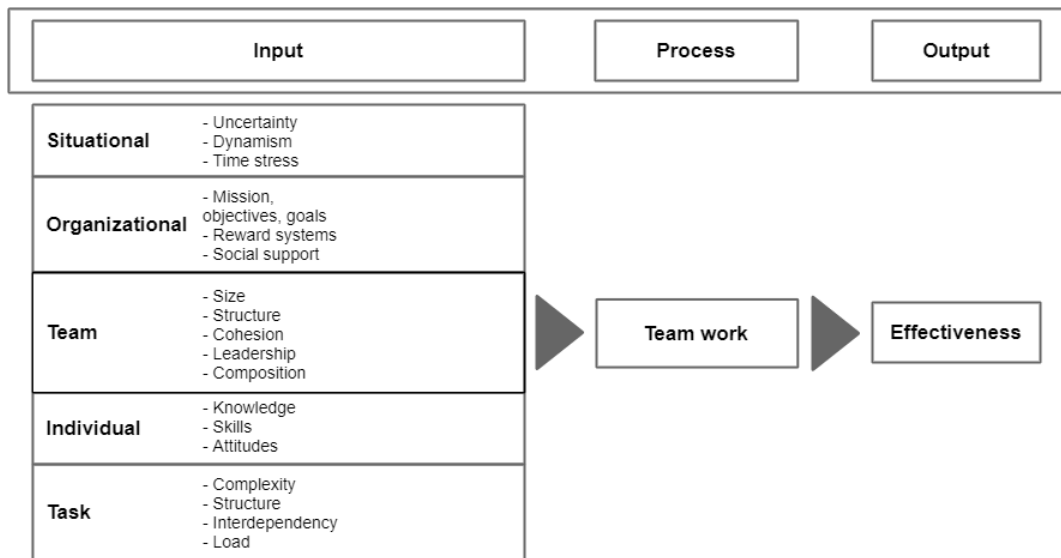 Input
Process
Output
Situational
- Uncertainty
- Dynamism
- Time stress
Organizational
- Mission,
objectives, goals
- Reward systems
- Social support
Team
- Size
- Structure
- Cohesion
- Leadership
- Composition
Team work
Effectiveness
Individual
- Knowledge
- Skills
- Attitudes
Task
- Complexity
- Structure
- Interdependency
- Load